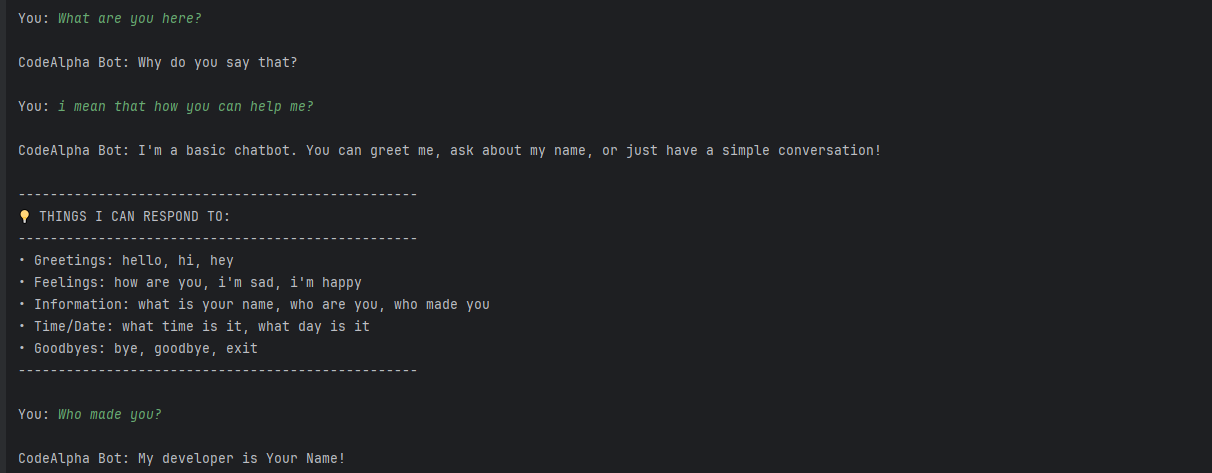 You: What are you here?
CodeAlpha Bot: Why do you say that?
You: i mean that how you can help me?
CodeAlpha Bot: I'm a basic chatbot. You can greet me, ask about my name, or just have a simple conversation!
--------------------------------------------------
💡 THINGS I CAN RESPOND TO:
--------------------------------------------------
• Greetings: hello, hi, hey
• Feelings: how are you, i'm sad, i'm happy
• Information: what is your name, who are you, who made you
• Time/Date: what time is it, what day is it
• Goodbyes: bye, goodbye, exit
--------------------------------------------------
You: Who made you?
CodeAlpha Bot: My developer is Your Name!